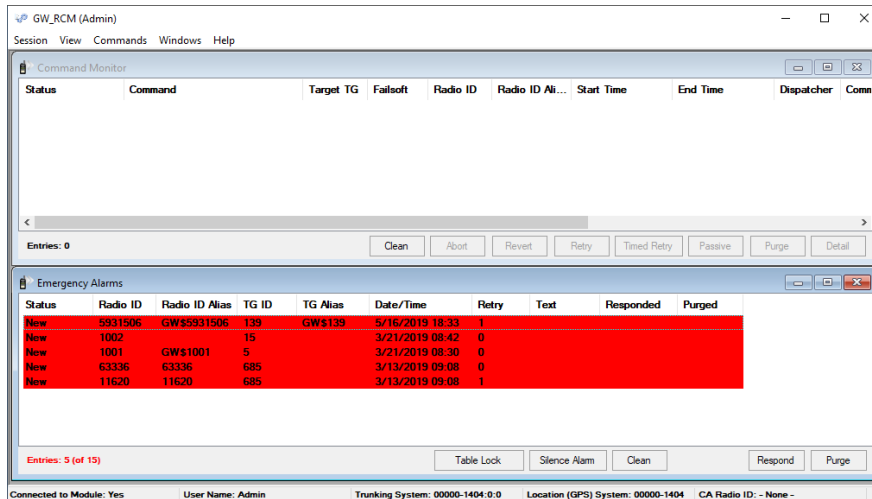 GW_RCM (Admin)
Session View Commands Windows Help
Command Monitor
Status Command Target TG Failsoft Radio ID Radio ID Ali... Start Time End Time Dispatcher Comm
Entries: 0 Clean Abort Revert Retry Timed Retry Passive Purge Detail
Emergency Alarms
Status Radio ID Radio ID Alias TG ID TG Alias Date/Time Retry Text Responded Purged
New 5931506 GW$5931506 139 GW$139 5/16/2019 18:33 1
New 1002 15 3/21/2019 08:42 0
New 1001 GW$1001 5 3/21/2019 08:30 0
New 63336 63336 685 3/13/2019 09:08 0
New 11620 11620 685 3/13/2019 09:08 1
Entries: 5 (of 15) Table Lock Silence Alarm Clean Respond Purge
Connected to Module: Yes User Name: Admin Trunking System: 00000-1404:0:0 Location (GPS) System: 00000-1404 CA Radio ID: - None -